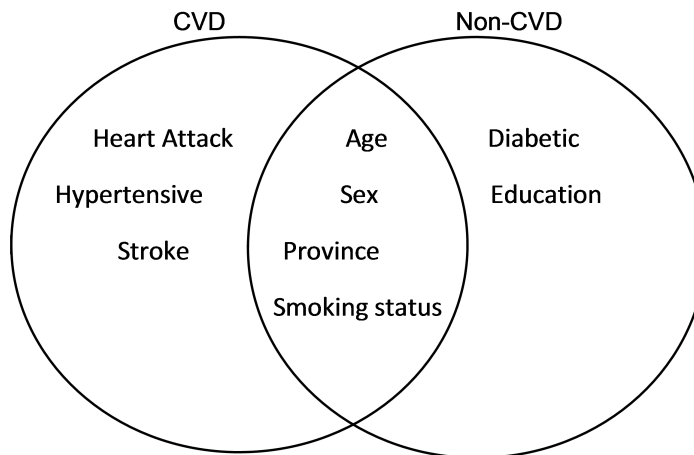 CVD
Non-CVD
Heart Attack
Age
Diabetic
Hypertensive
Sex
Education
Stroke
Province
Smoking status